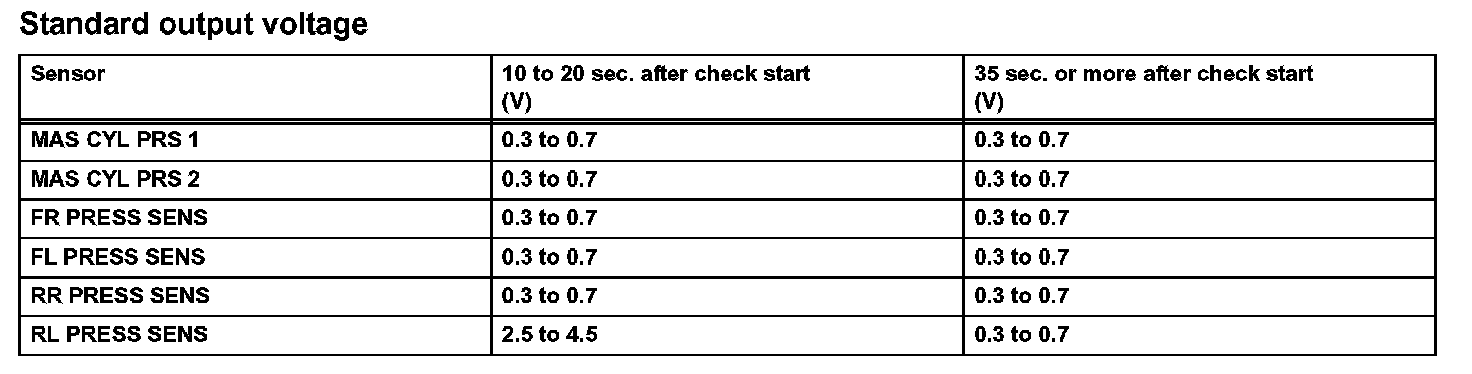 Standard output voltage
Sensor 10 to 20 sec. after check start 35 sec. or more after check start
(V) (V)
MAS CYL PRS 1 0.3 to 0.7 0.3 to 0.7
MAS CYL PRS 2 0.3 to 0.7 0.3 to 0.7
FR PRESS SENS 0.3 to 0.7 0.3 to 0.7
FL PRESS SENS 0.3 to 0.7 0.3 to 0.7
RR PRESS SENS 0.3 to 0.7 0.3 to 0.7
RL PRESS SENS 2.5 to 4.5 0.3 to 0.7